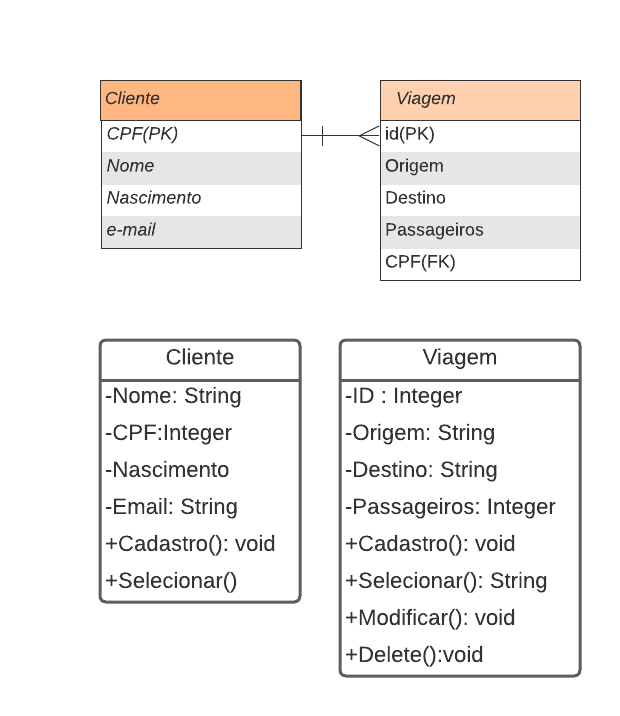 Cliente
CPF(PK)
Nome
Nascimento
e-mail
Viagem
id(PK)
Origem
Destino
Passageiros
CPF(FK)
Cliente
-Nome: String
-CPF:Integer
-Nascimento
-Email: String
+Cadastro(): void
+Selecionar()
Viagem
-ID : Integer
-Origem: String
-Destino: String
-Passageiros: Integer
+Cadastro(): void
+Selecionar(): String
+Modificar(): void
+Delete():void